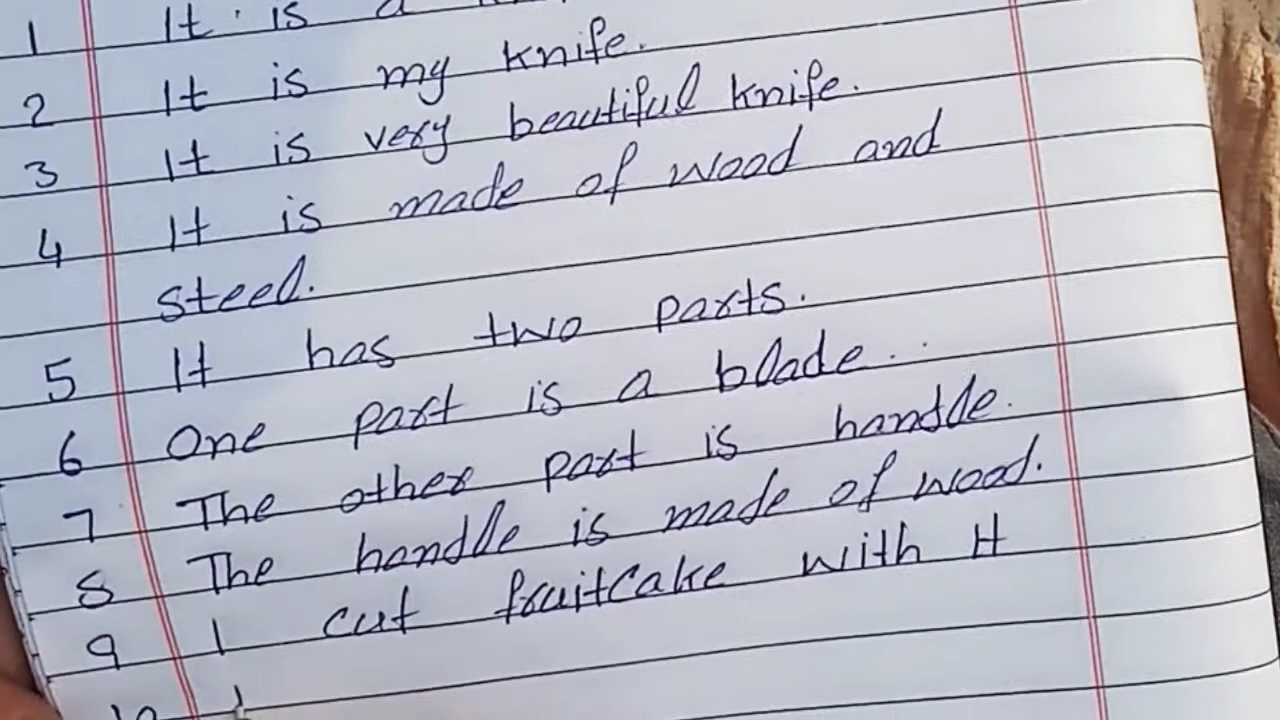 1 It is a
2 It is my knife.
3 It is very beautiful knife.
4 It is made of wood and
steel.
5 It has two parts.
6 One part is a blade.
7 The other part is handle.
8 The handle is made of wood.
9 I cut fruitcake with It
10